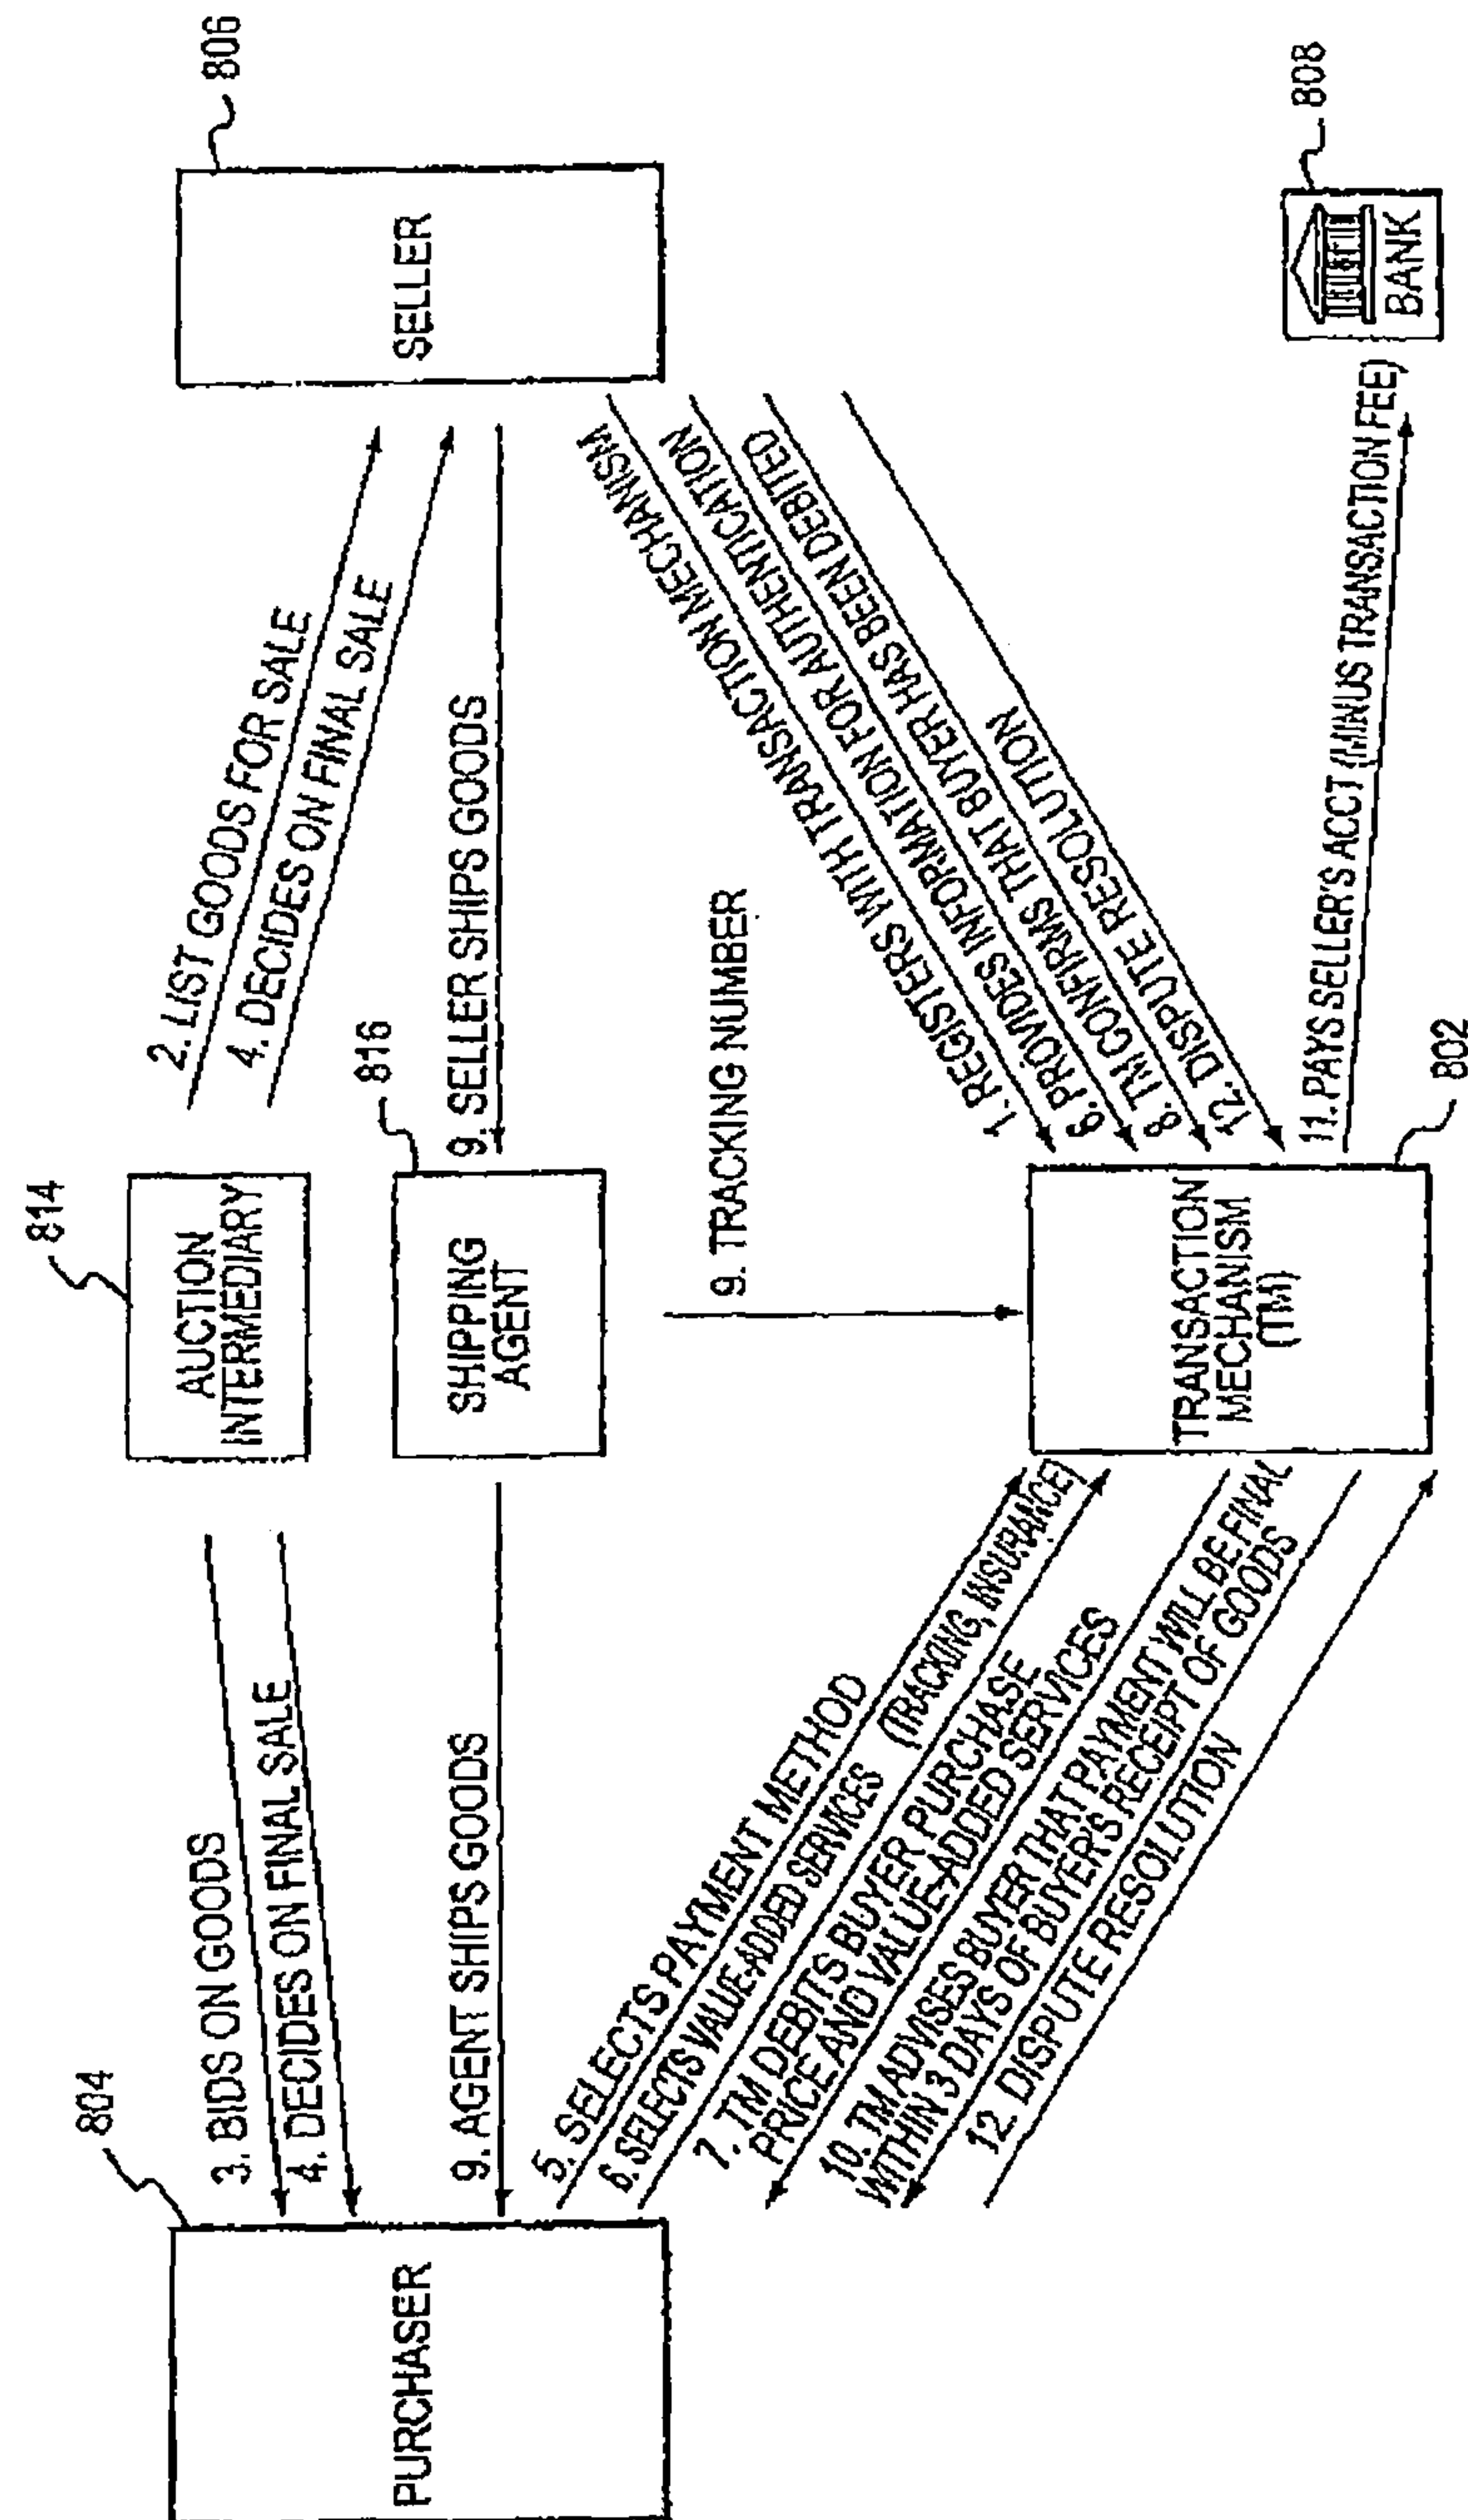 814
804
806
AUCTION
INTERMEDIARY
PURCHASER
SELLER
3. BIDS ON GOODS
4. DECIDES ON FINAL SALE
2. LIST GOODS FOR SALE
4. DECIDES ON FINAL SALE
816
SHIPPING
AGENT
9. AGENT SHIPS GOODS
9. SELLER SHIPS GOODS
9. TRACKING NUMBER
5. SELECTS PAYMENT METHOD
6. SELECTS VALUE-ADDED SERVICES (TRACKING INSURANCE)
7. TM DEBITS BUYER PURCHASE
PRICE AND VALUE-ADDED SERVICES
10. TM ADVISES BUYER THAT PAYMENT WILL BE FINAL
WITHIN 3 DAYS OF BUYER'S RECEIPT OF GOODS
12. DISPUTE RESOLUTION
1. REGISTERS WITH TRANSACTION MECHANISM
6. PROVIDES INFORMATION FOR AUTHENTICATION
8. TM CONFIRMS THAT BUYER HAS BEEN DEBITED
12. DISPUTE RESOLUTION
TRANSACTION
MECHANISM
(TM)
11. PAYS SELLER'S ACCT (MINUS TRANSACTION FEE)
802
BANK
808